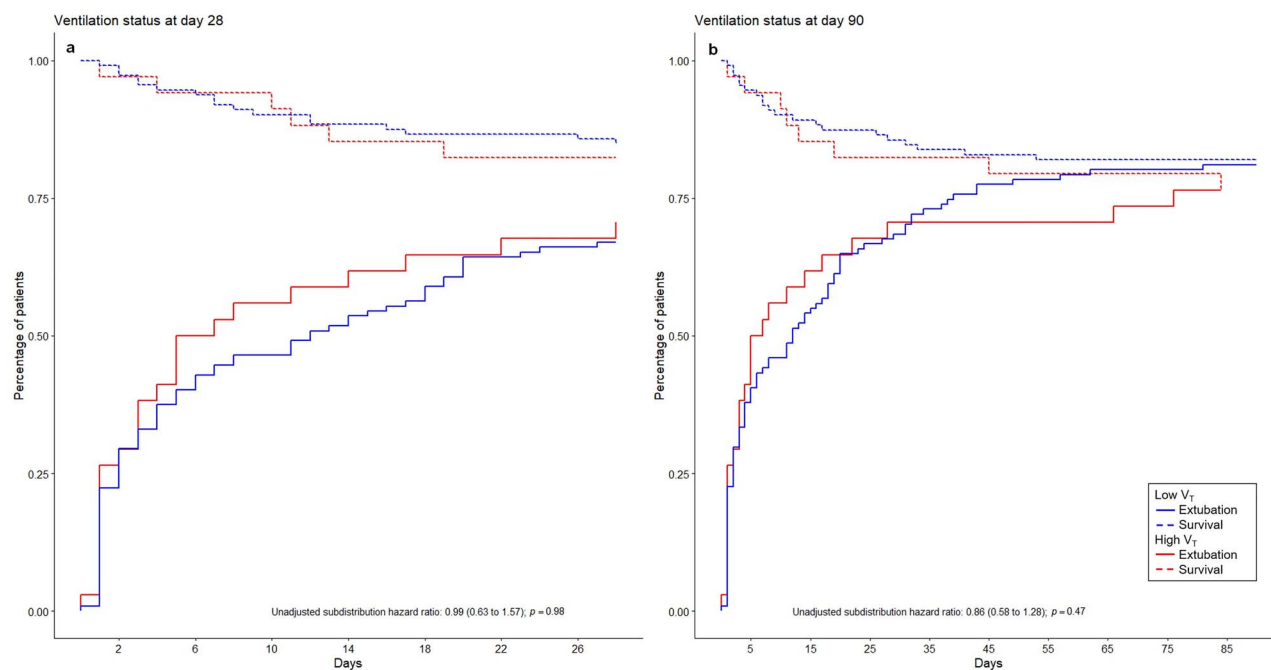 Ventilation status at day 28
a
Percentage of patients
1.00
0.75
0.50
0.25
0.00
2
6
10
14
18
22
26
Days
Unadjusted subdistribution hazard ratio: 0.99 (0.63 to 1.57); p = 0.98
Ventilation status at day 90
b
Percentage of patients
1.00
0.75
0.50
0.25
0.00
5
15
25
35
45
55
65
75
85
Days
Unadjusted subdistribution hazard ratio: 0.86 (0.58 to 1.28); p = 0.47
Low VT
Extubation
Survival
High VT
Extubation
Survival